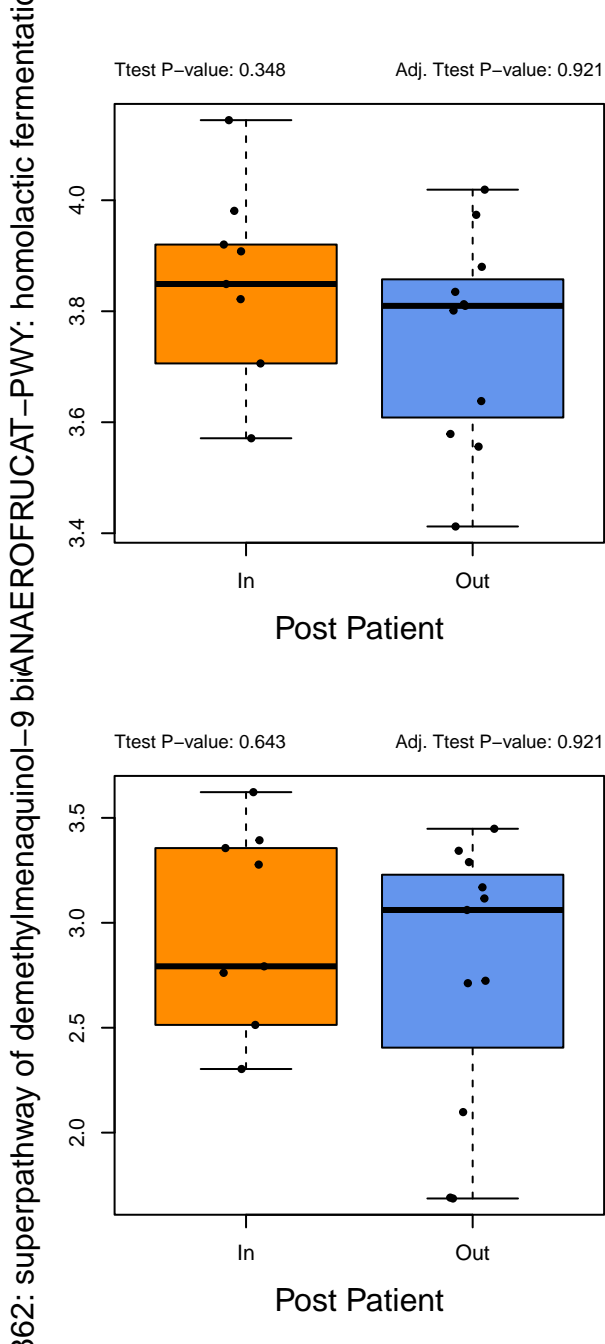 Ttest P−value: 0.348
Adj. Ttest P−value: 0.921
ANAEROFRUCAT−PWY: homolactic fermentatio
4.0
3.8
3.6
3.4
In
Out
Post Patient
Ttest P−value: 0.643
Adj. Ttest P−value: 0.921
362: superpathway of demethylmenaquinol−9 bi
3.5
3.0
2.5
2.0
In
Out
Post Patient